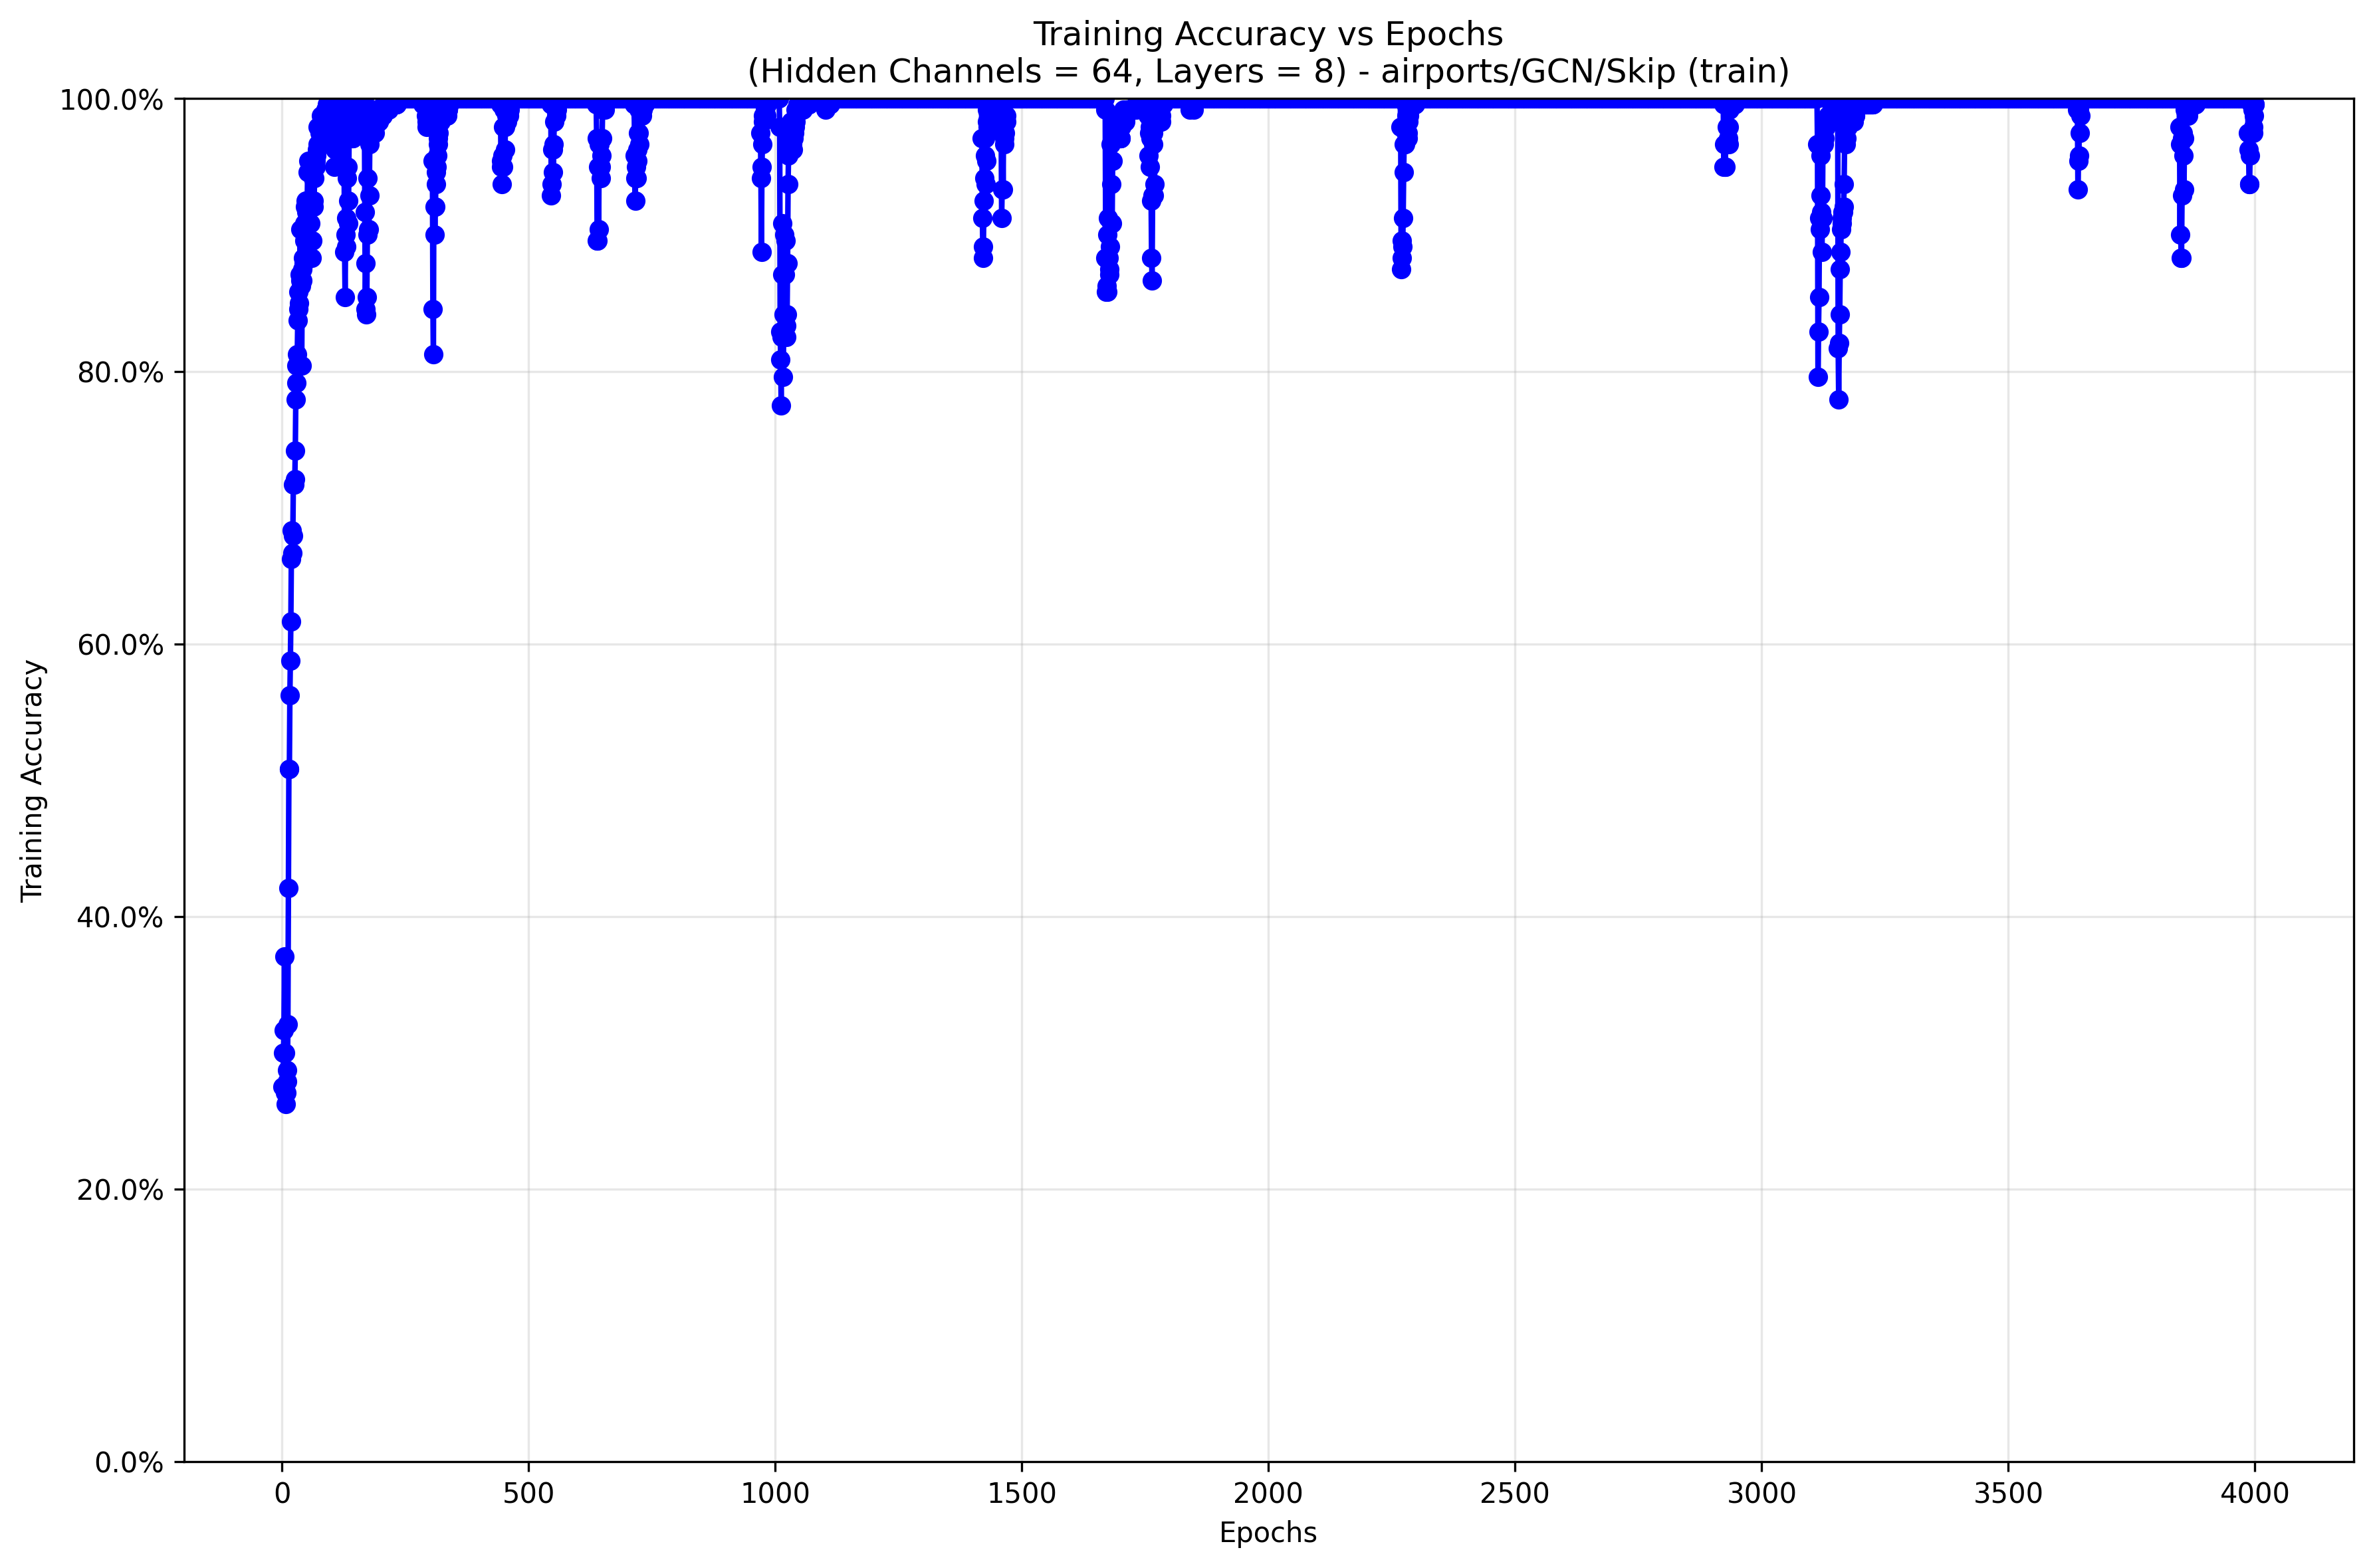 Training Accuracy vs Epochs
(Hidden Channels = 64, Layers = 8) - airports/GCN/Skip (train)
100.0%
80.0%
60.0%
40.0%
20.0%
0.0%
Training Accuracy
0 500 1000 1500 2000 2500 3000 3500 4000
Epochs